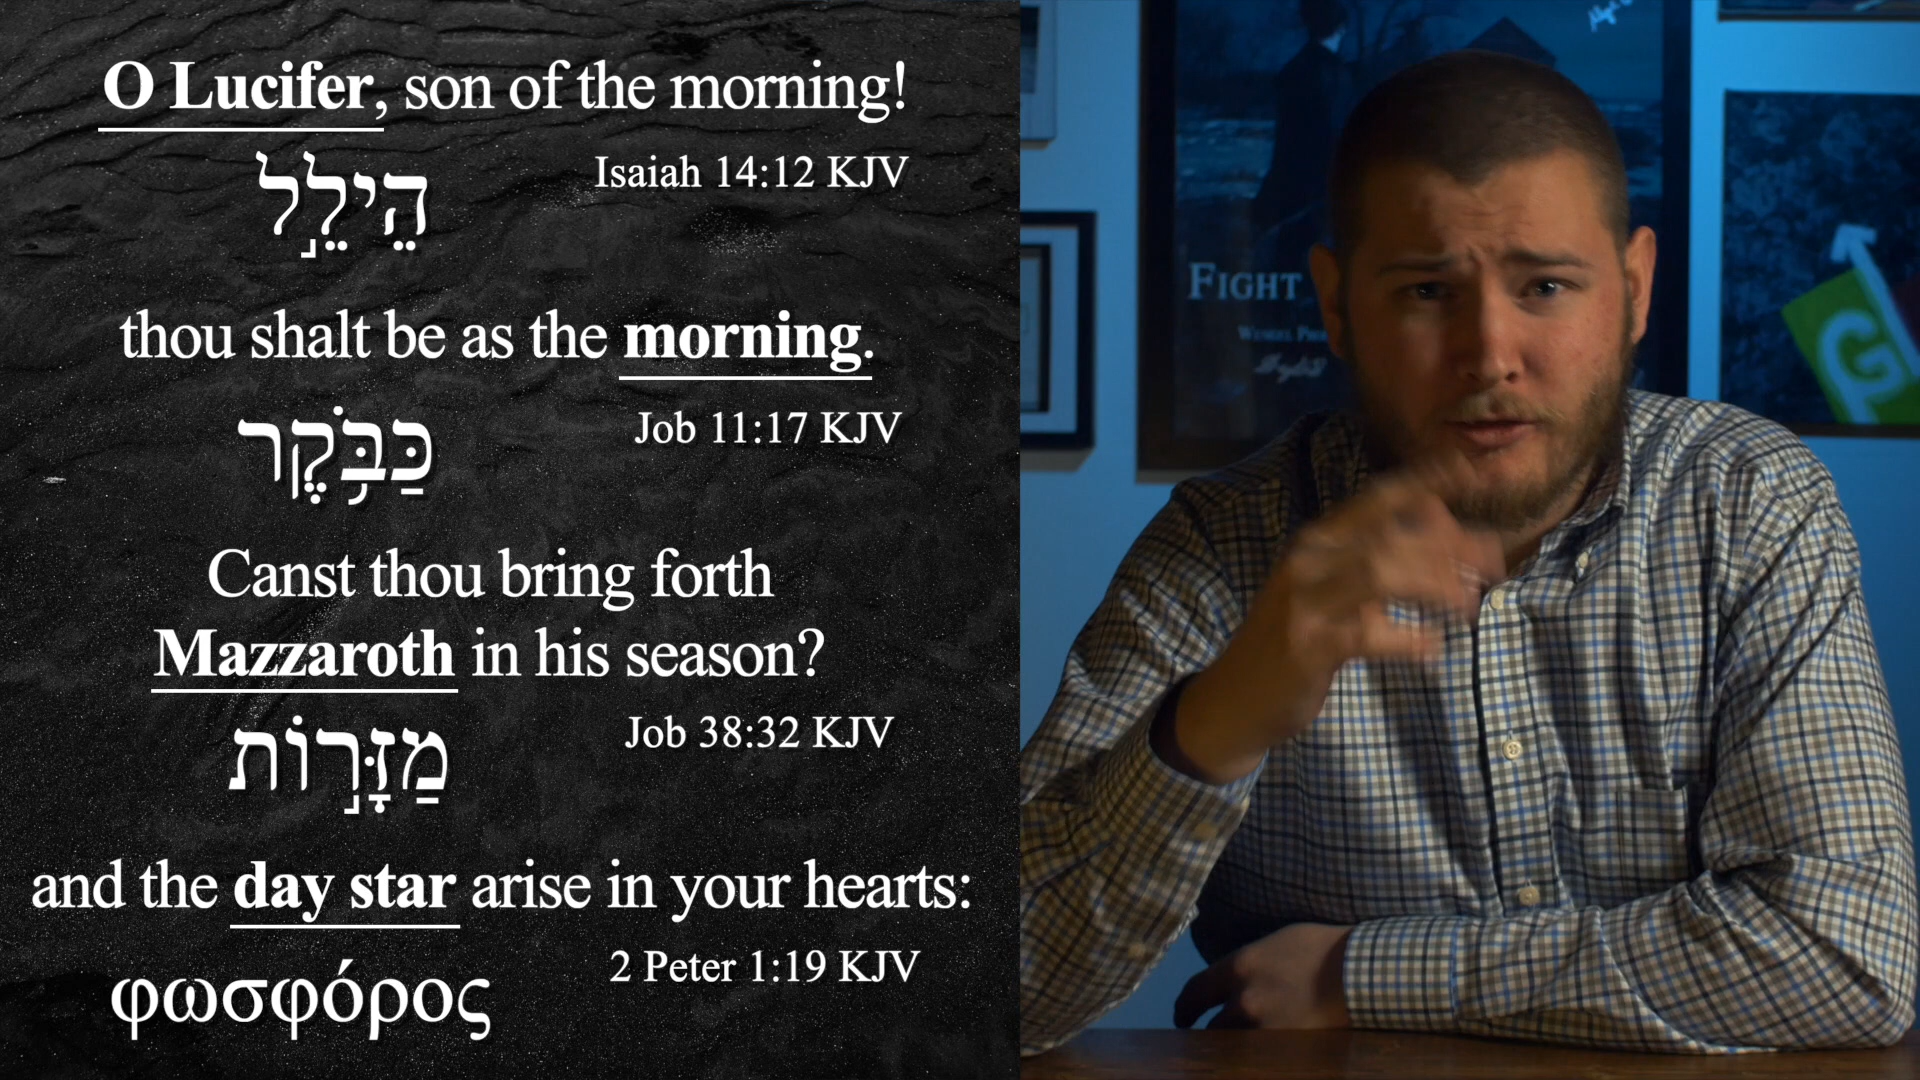 O Lucifer, son of the morning!
הֵילֵ֣ל
Isaiah 14:12 KJV
thou shalt be as the morning.
כַּבֹּ֥קֶר
Job 11:17 KJV
Canst thou bring forth
Mazzaroth in his season?
מַזָּר֣וֹת
Job 38:32 KJV
and the day star arise in your hearts:
φωσφόρος
2 Peter 1:19 KJV
FIGHT
G